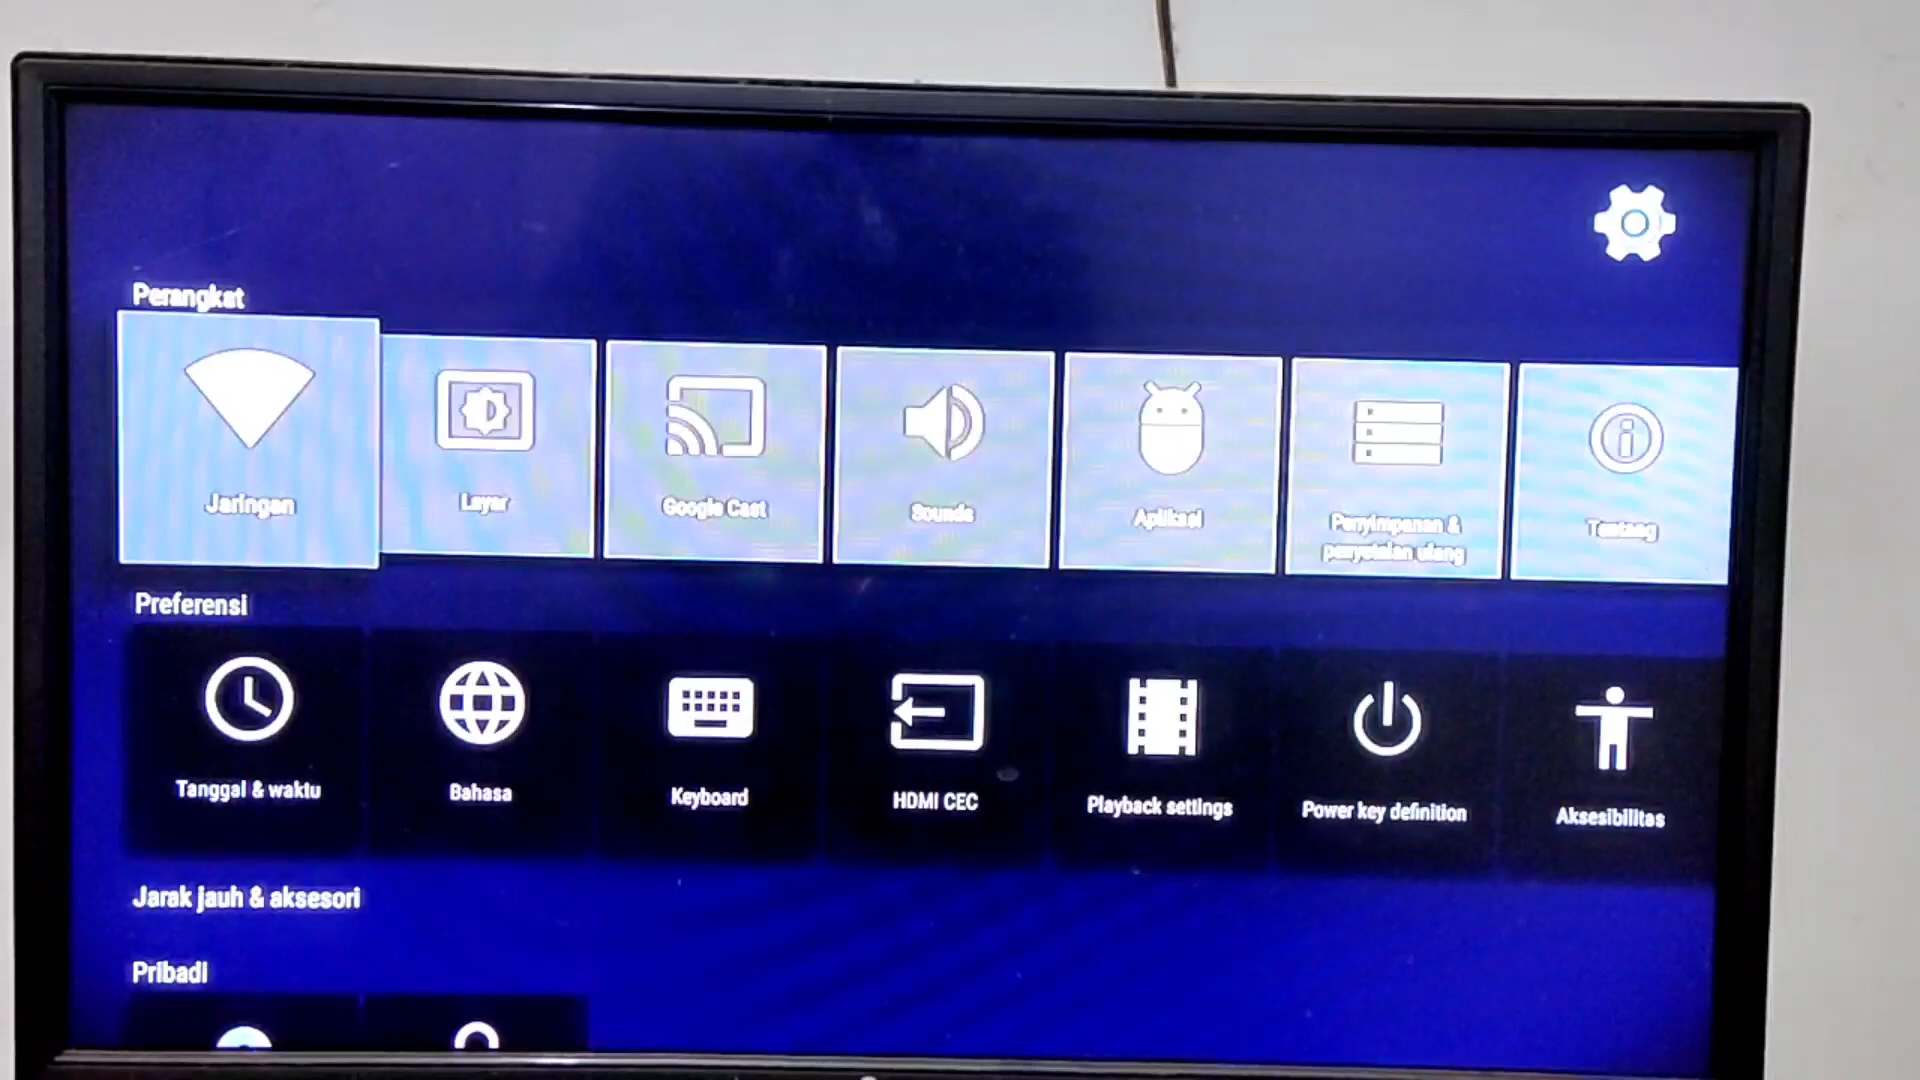 Perangkat
Jaringan
Layar
Google Cast
Sounds
Aplikasi
Penyimpanan &
penyetelan ulang
Tentang
Preferensi
Tanggal & waktu
Bahasa
Keyboard
HDMI CEC
Playback settings
Power key definition
Aksesibilitas
Jarak jauh & aksesori
Pribadi